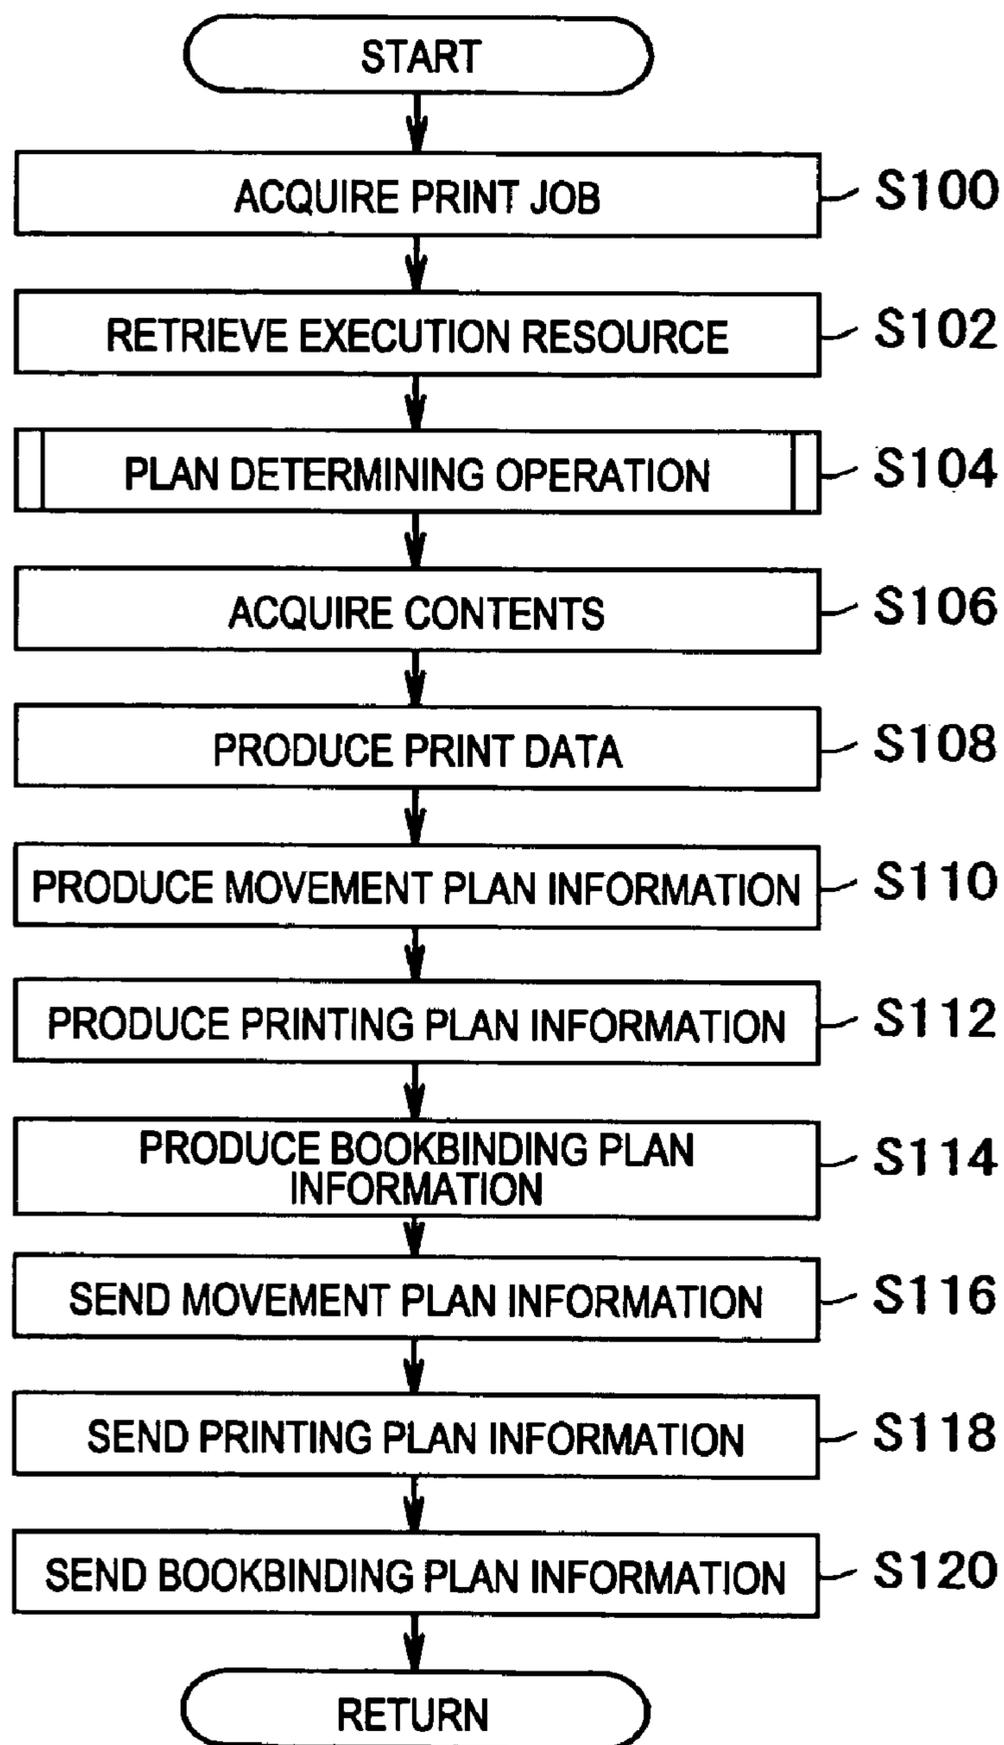 START
ACQUIRE PRINT JOB S100
RETRIEVE EXECUTION RESOURCE S102
PLAN DETERMINING OPERATION S104
ACQUIRE CONTENTS S106
PRODUCE PRINT DATA S108
PRODUCE MOVEMENT PLAN INFORMATION S110
PRODUCE PRINTING PLAN INFORMATION S112
PRODUCE BOOKBINDING PLAN
INFORMATION S114
SEND MOVEMENT PLAN INFORMATION S116
SEND PRINTING PLAN INFORMATION S118
SEND BOOKBINDING PLAN INFORMATION S120
RETURN